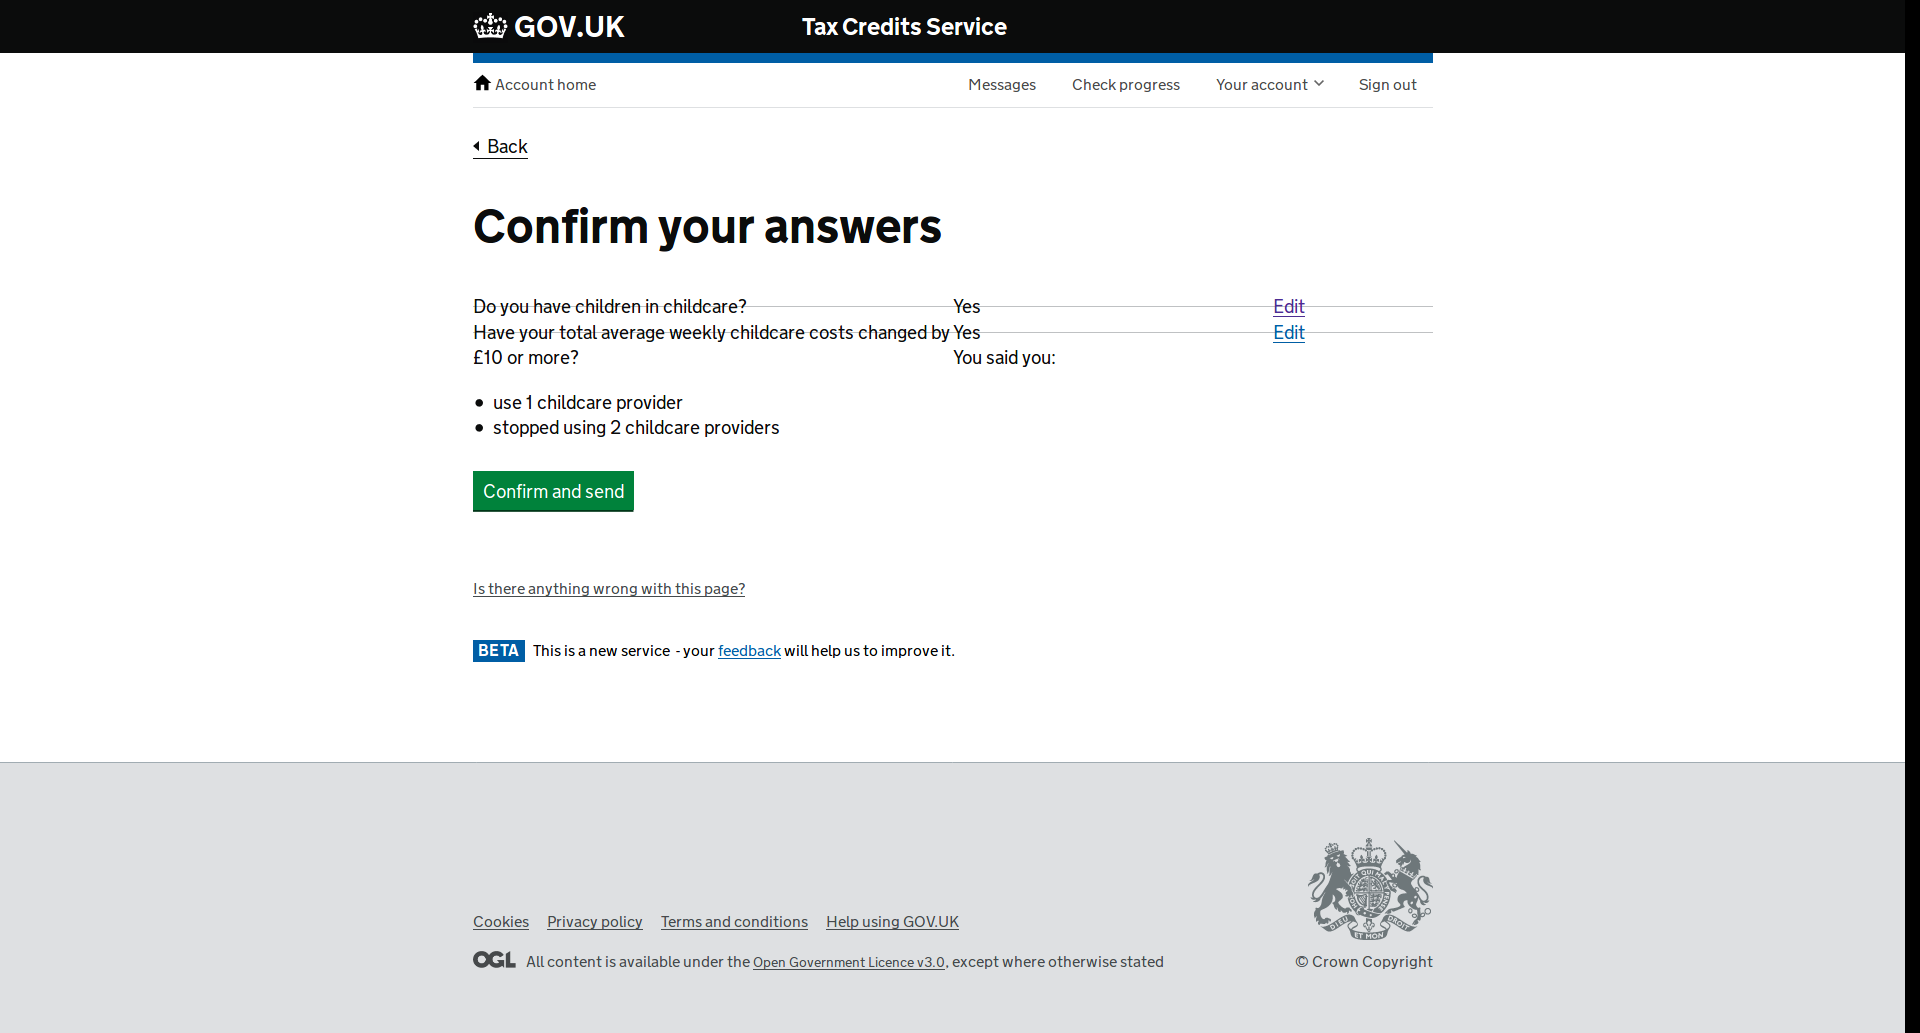 GOV.UK Tax Credits Service
Account home Messages Check progress Your account Sign out
Back
Confirm your answers
Do you have children in childcare? Yes Edit
Have your total average weekly childcare costs changed by Yes Edit
£10 or more? You said you:
• use 1 childcare provider
• stopped using 2 childcare providers
Confirm and send
Is there anything wrong with this page?
BETA This is a new service - your feedback will help us to improve it.
Cookies Privacy policy Terms and conditions Help using GOV.UK
OGL All content is available under the Open Government Licence v3.0, except where otherwise stated
© Crown Copyright